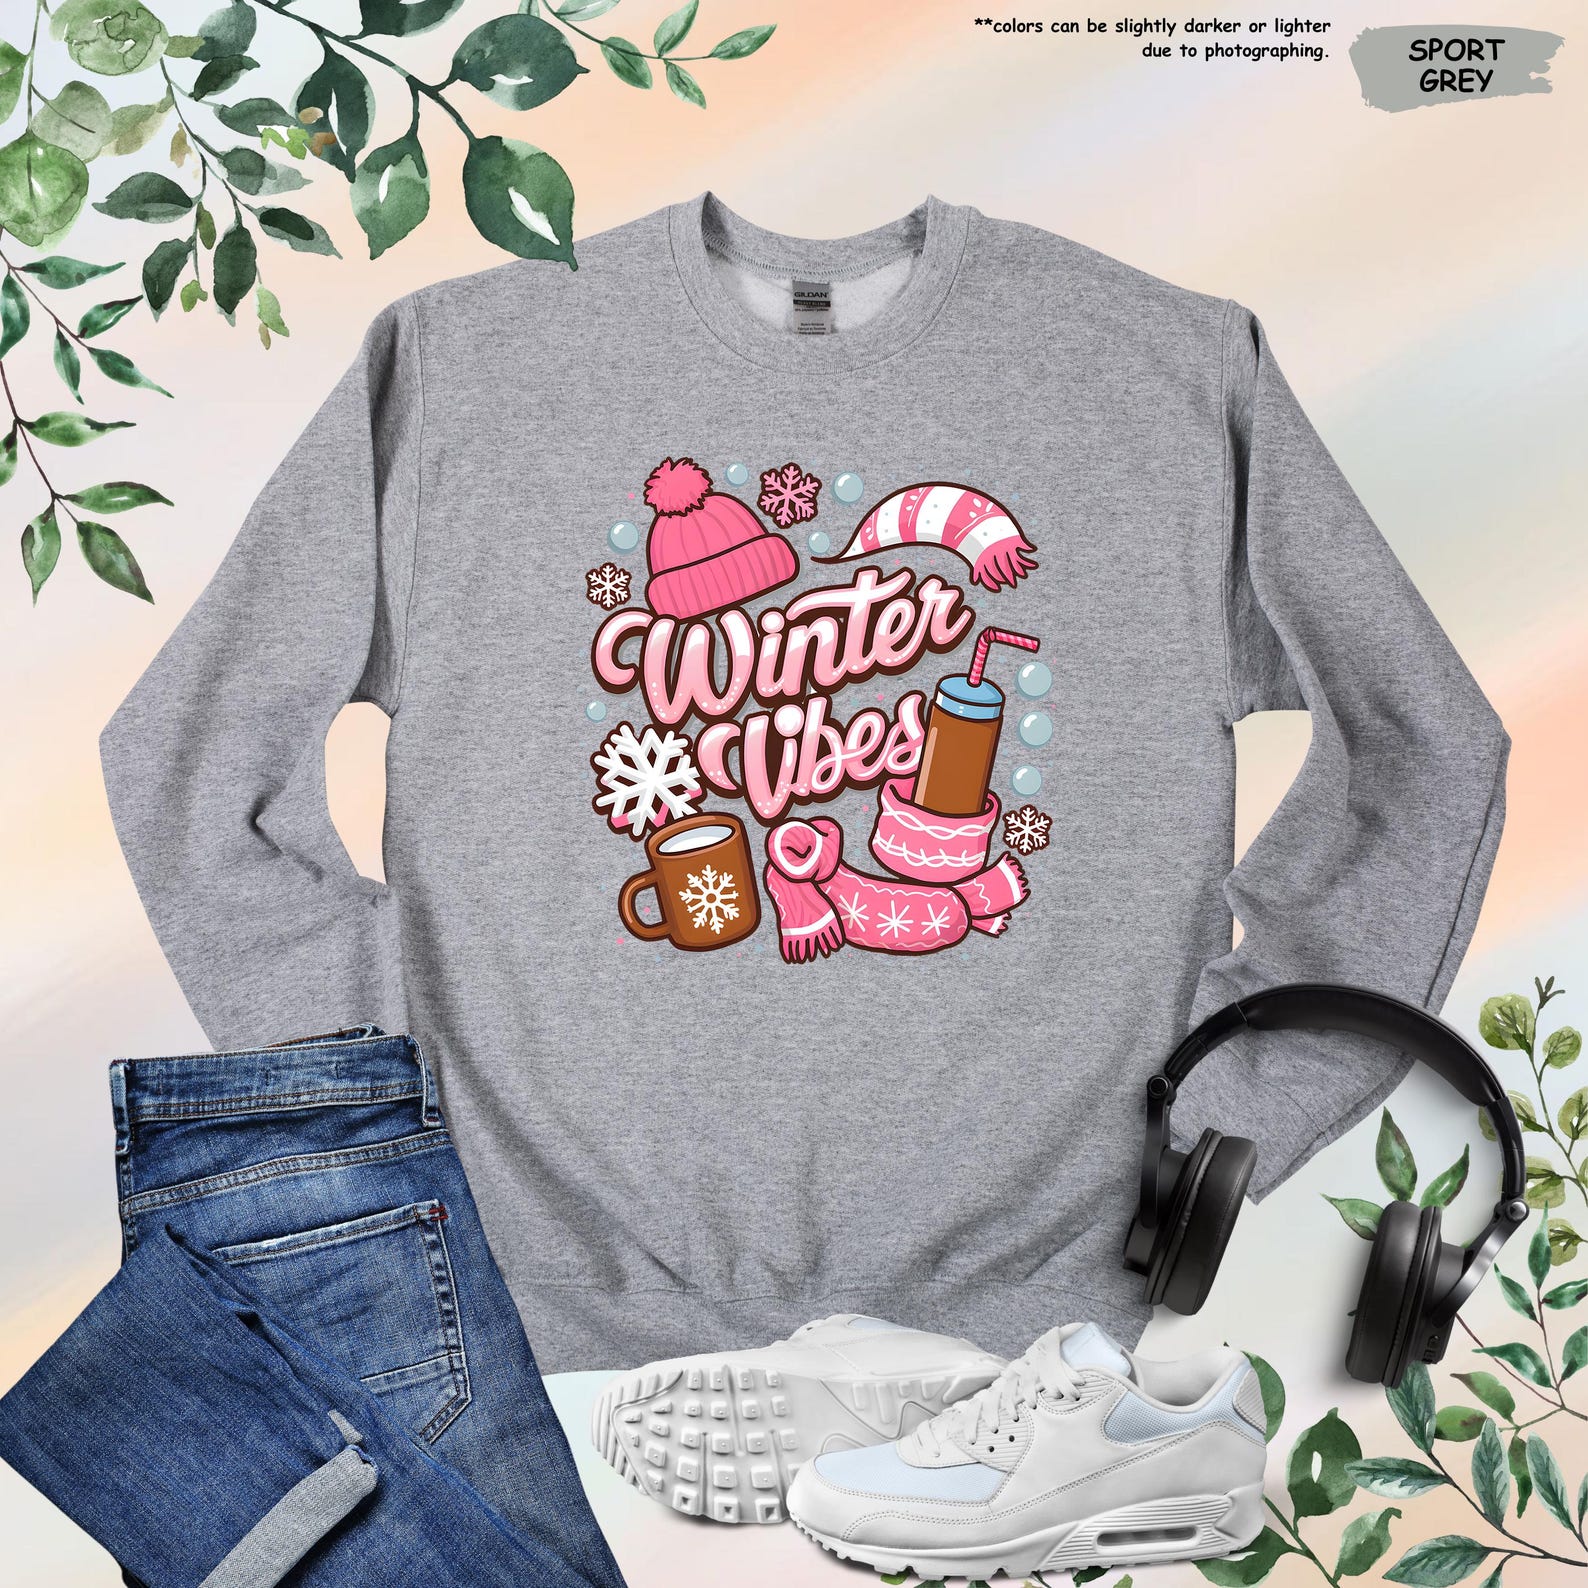 **colors can be slightly darker or lighter
due to photographing.
SPORT
GREY
GILDAN
Winter
Vibes